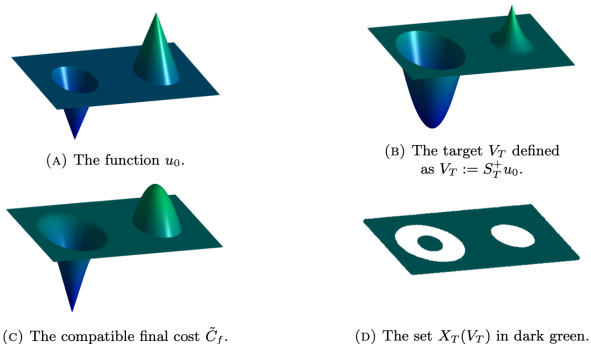 (A) The function u₀.
(B) The target V_T defined
as V_T := S_T^+ u₀.
(C) The compatible final cost C̃_f.
(D) The set X_T(V_T) in dark green.